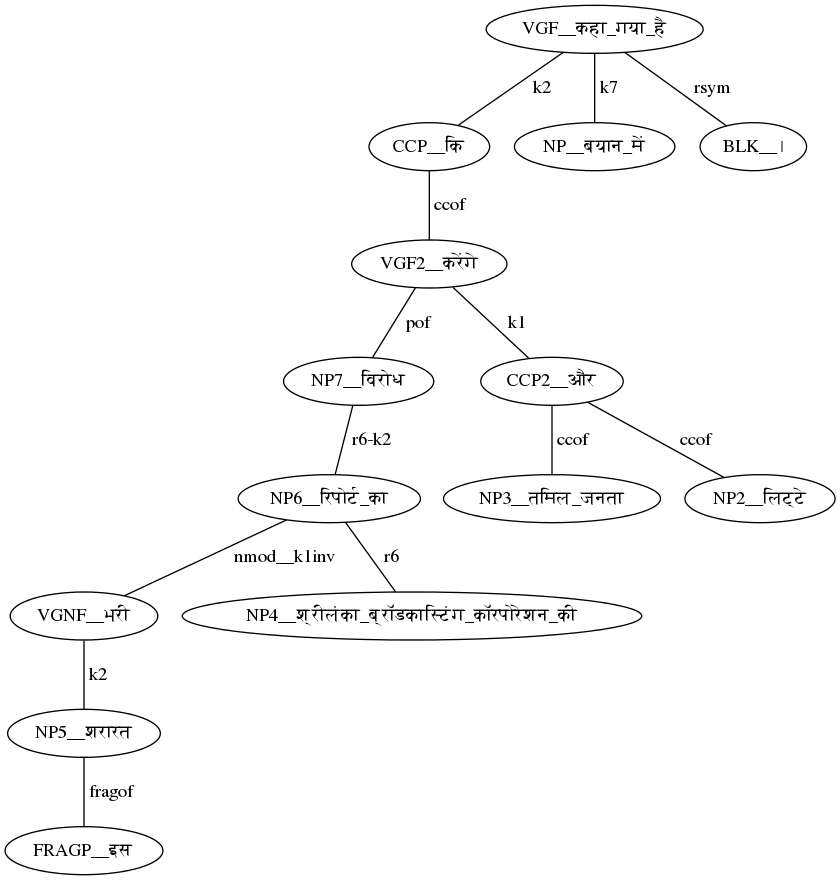 VGF__कहा_गया_है
k2 k7 rsym
CCP__कि NP__बयान_में BLK__।
ccof
VGF2__करेंगे
pof k1
NP7__विरोध CCP2__और
r6-k2 ccof ccof
NP6__रिपोर्ट_का NP3__तमिल_जनता NP2__लिट्टे
nmod__k1inv r6
VGNF__भरी NP4__श्रीलंका_ब्रॉडकास्टिंग_कॉरपोरेशन_की
k2
NP5__शरारत
fragof
FRAGP__इस